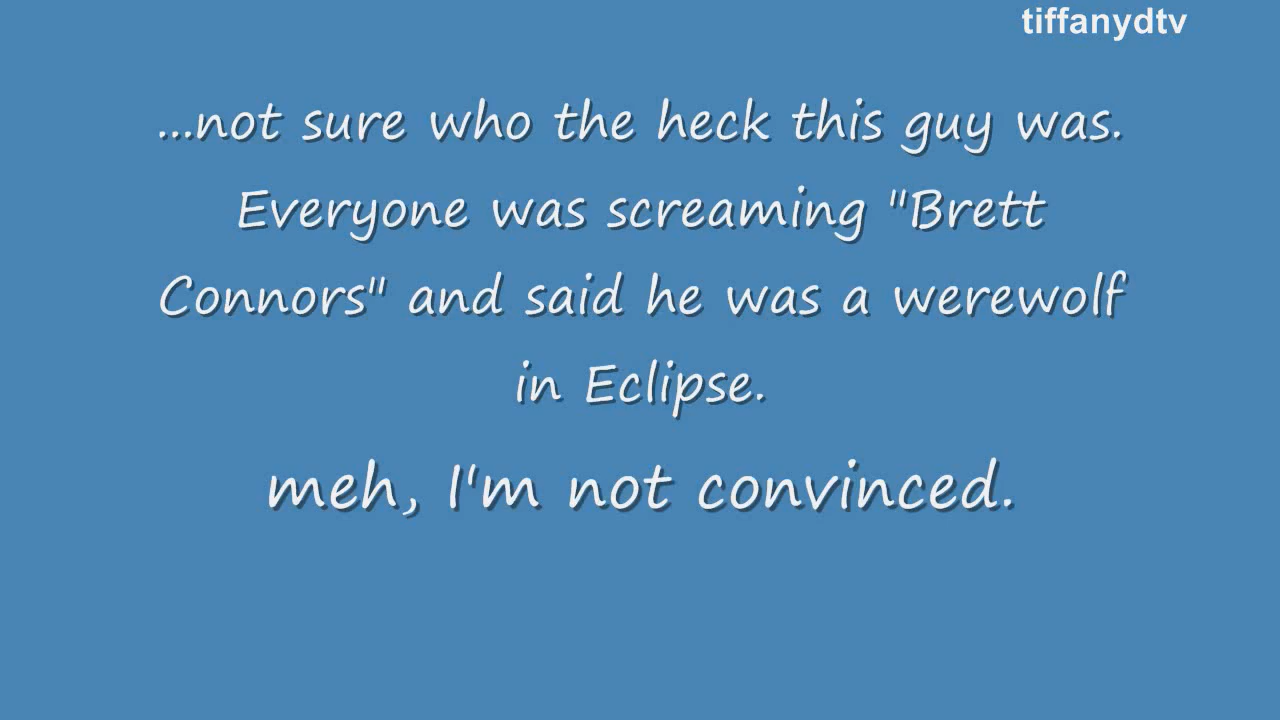 tiffanydtv
...not sure who the heck this guy was.
Everyone was screaming "Brett
Connors" and said he was a werewolf
in Eclipse.
meh, I'm not convinced.